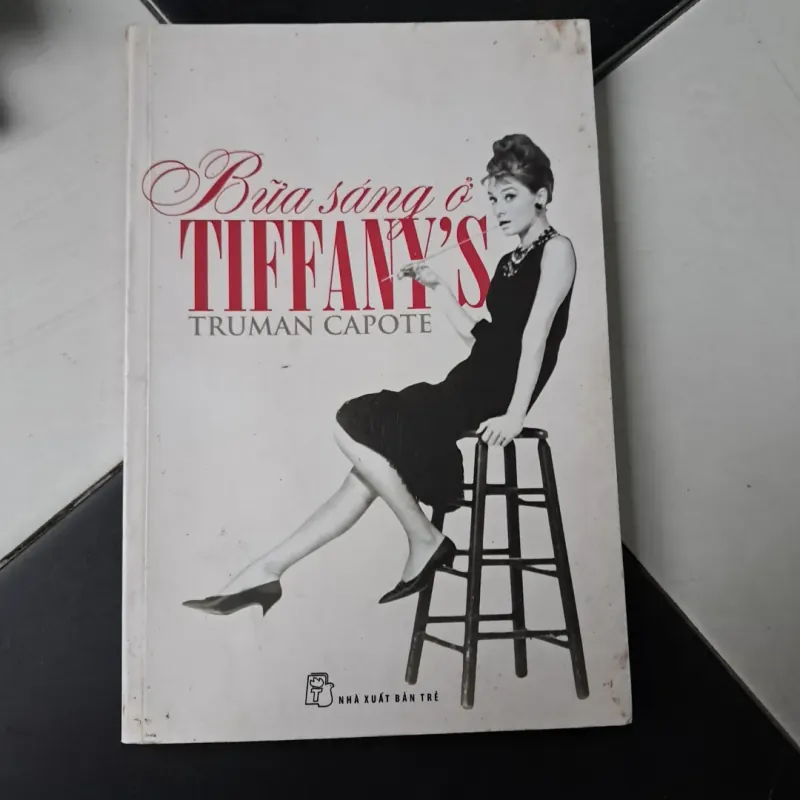 Bữa sáng ở
TIFFANY'S
TRUMAN CAPOTE
NHÀ XUẤT BẢN TRẺ